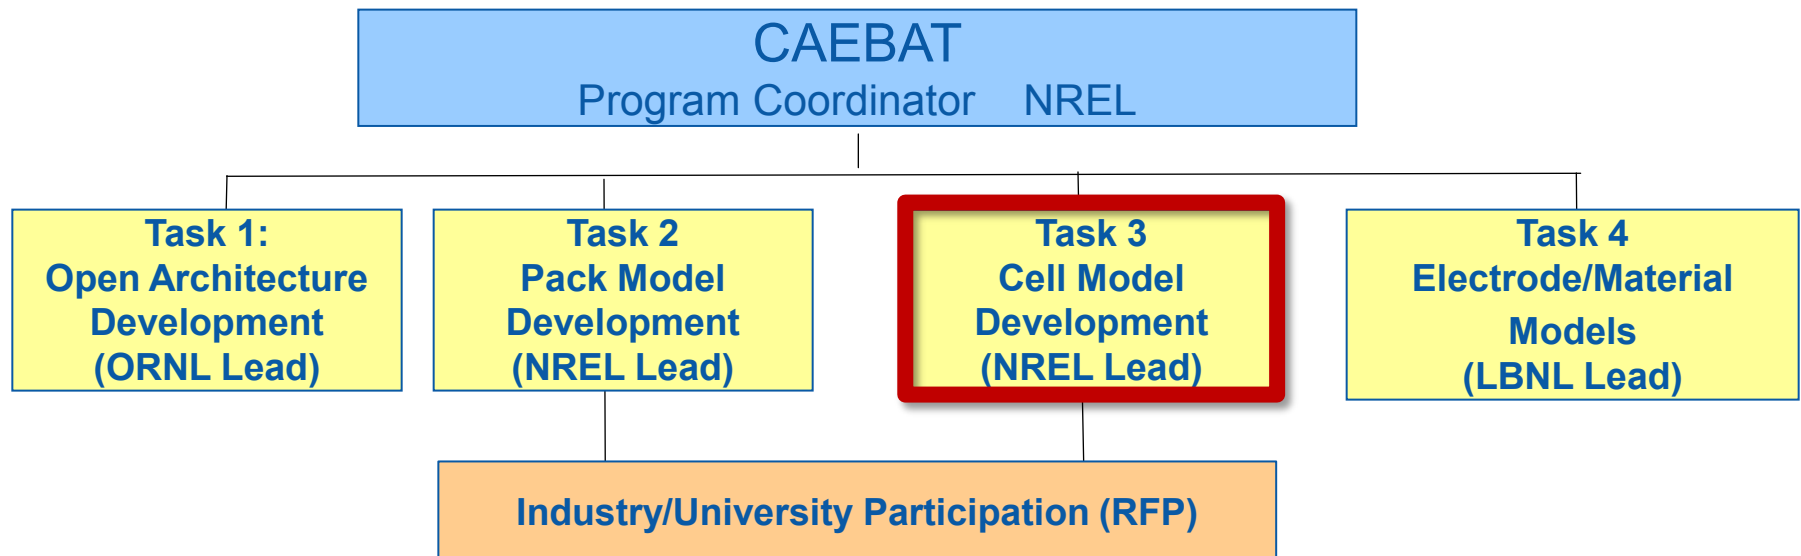 CAEBAT
Program Coordinator NREL
Task 1:
Open Architecture
Development
(ORNL Lead)
Task 2
Pack Model
Development
(NREL Lead)
Task 3
Cell Model
Development
(NREL Lead)
Task 4
Electrode/Material
Models
(LBNL Lead)
Industry/University Participation (RFP)